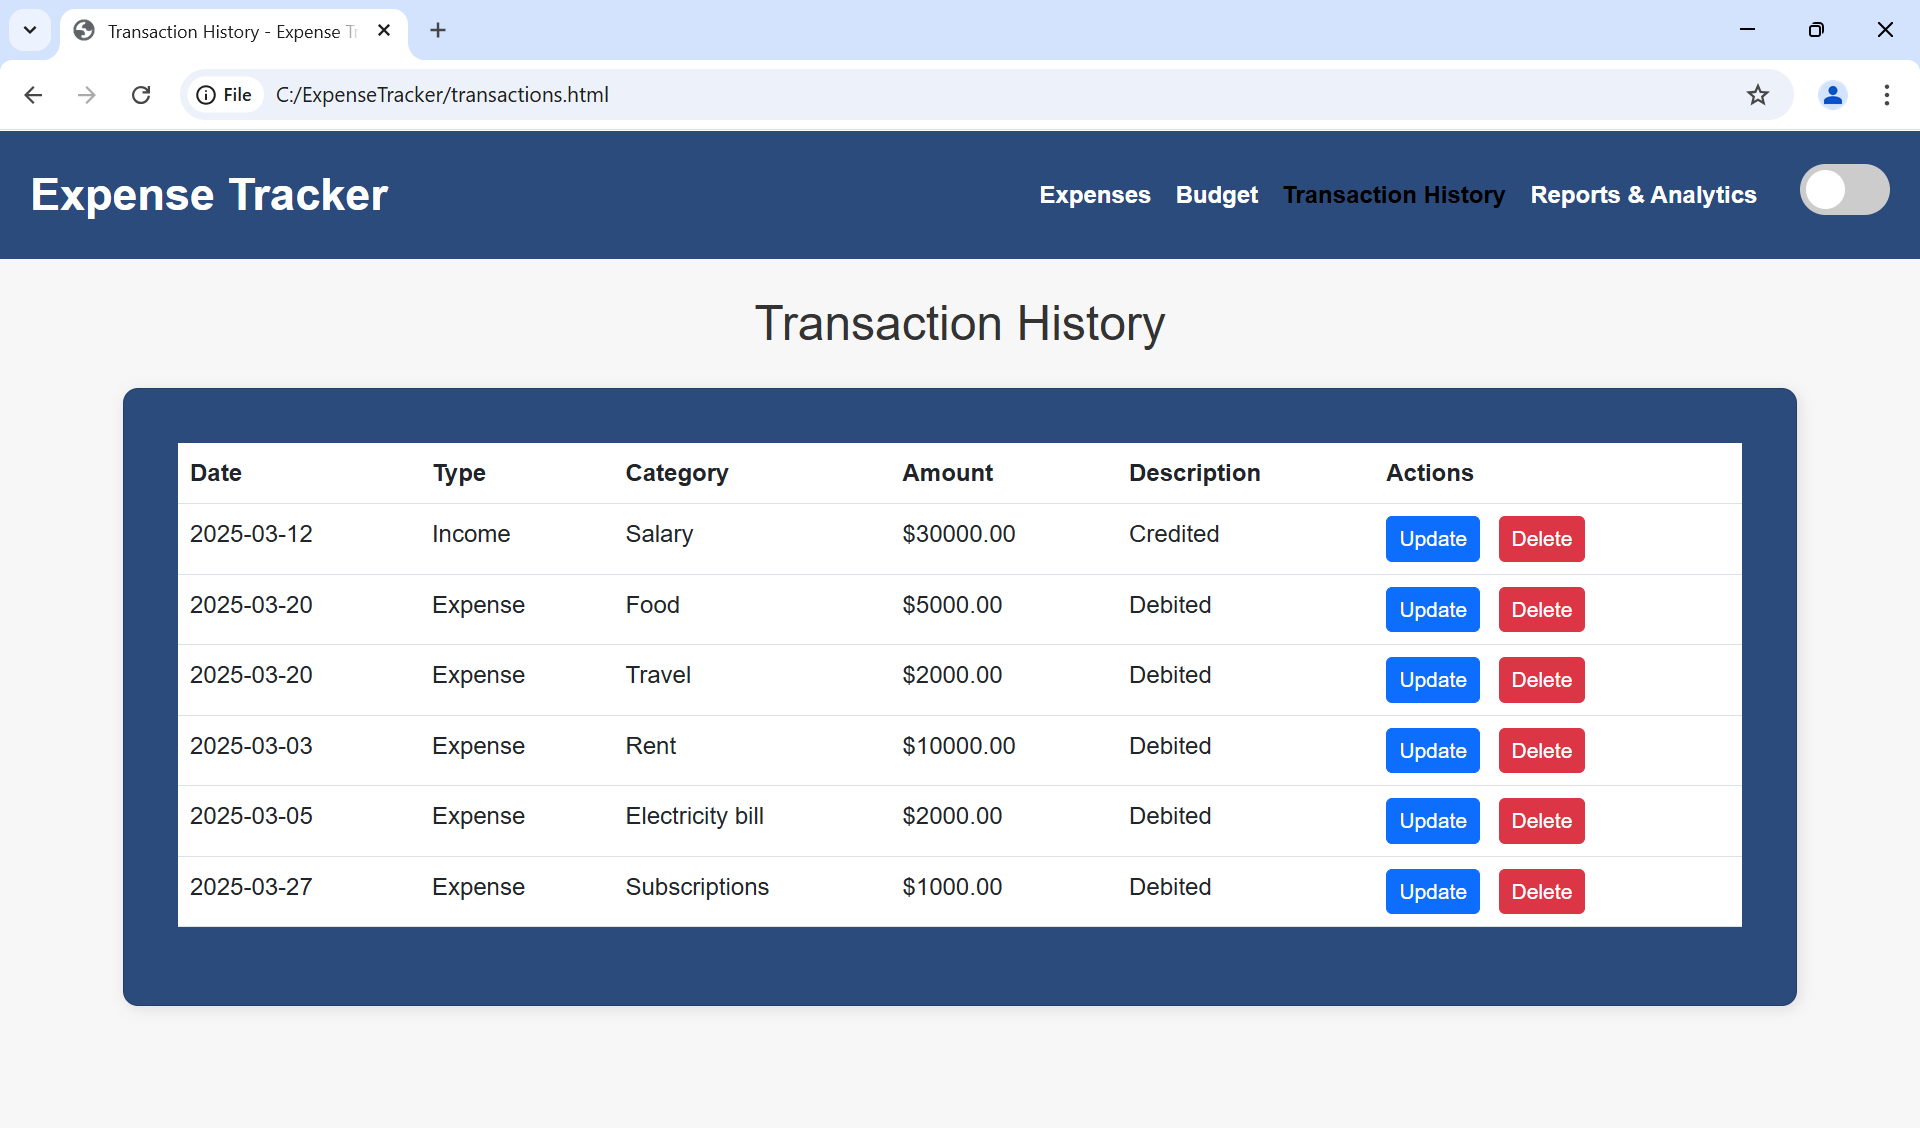 Transaction History - Expense Tr
File C:/ExpenseTracker/transactions.html
Expense Tracker Expenses Budget Transaction History Reports & Analytics
Transaction History
Date Type Category Amount Description Actions
2025-03-12 Income Salary $30000.00 Credited Update Delete
2025-03-20 Expense Food $5000.00 Debited Update Delete
2025-03-20 Expense Travel $2000.00 Debited Update Delete
2025-03-03 Expense Rent $10000.00 Debited Update Delete
2025-03-05 Expense Electricity bill $2000.00 Debited Update Delete
2025-03-27 Expense Subscriptions $1000.00 Debited Update Delete